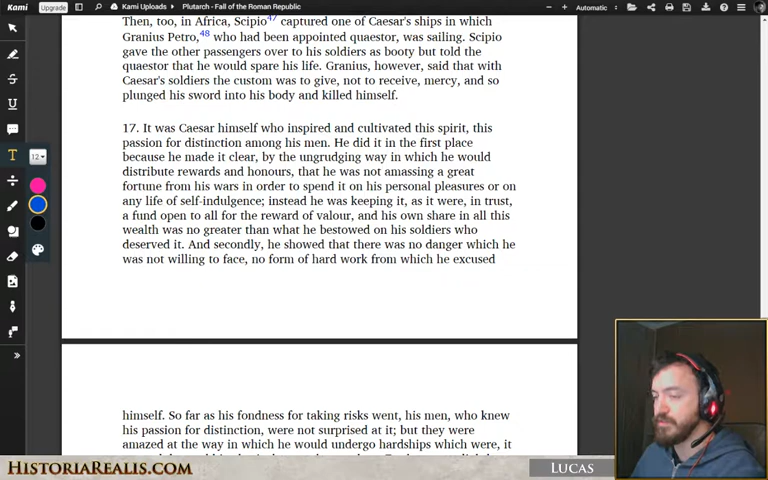 Kami
Upgrade
Kami Uploads
Plutarch - Fall of the Roman Republic
Automatic
Then, too, in Africa, Scipio47 captured one of Caesar's ships in which
Granius Petro,48 who had been appointed quaestor, was sailing. Scipio
gave the other passengers over to his soldiers as booty but told the
quaestor that he would spare his life. Granius, however, said that with
Caesar's soldiers the custom was to give, not to receive, mercy, and so
plunged his sword into his body and killed himself.
17. It was Caesar himself who inspired and cultivated this spirit, this
passion for distinction among his men. He did it in the first place
because he made it clear, by the ungrudging way in which he would
distribute rewards and honours, that he was not amassing a great
fortune from his wars in order to spend it on his personal pleasures or on
any life of self-indulgence; instead he was keeping it, as it were, in trust,
a fund open to all for the reward of valour, and his own share in all this
wealth was no greater than what he bestowed on his soldiers who
deserved it. And secondly, he showed that there was no danger which he
was not willing to face, no form of hard work from which he excused
himself. So far as his fondness for taking risks went, his men, who knew
his passion for distinction, were not surprised at it; but they were
amazed at the way in which he would undergo hardships which were, it
T
12
HISTORIAREALIS.COM
LUCAS